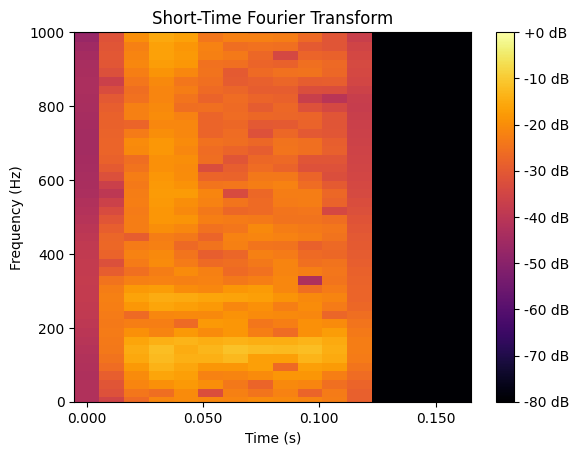 Short-Time Fourier Transform
Frequency (Hz)
1000
800
600
400
200
0
0.000
0.050
0.100
0.150
Time (s)
+0 dB
-10 dB
-20 dB
-30 dB
-40 dB
-50 dB
-60 dB
-70 dB
-80 dB